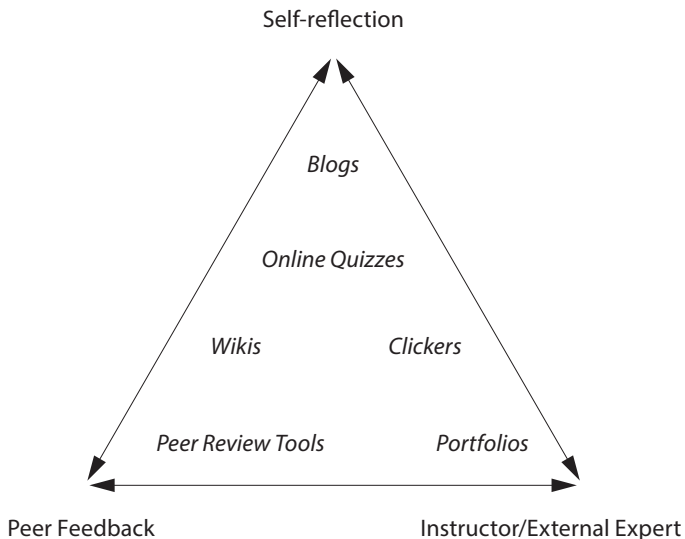 Self-reflection
Blogs
Online Quizzes
Wikis
Clickers
Peer Review Tools
Portfolios
Peer Feedback
Instructor/External Expert